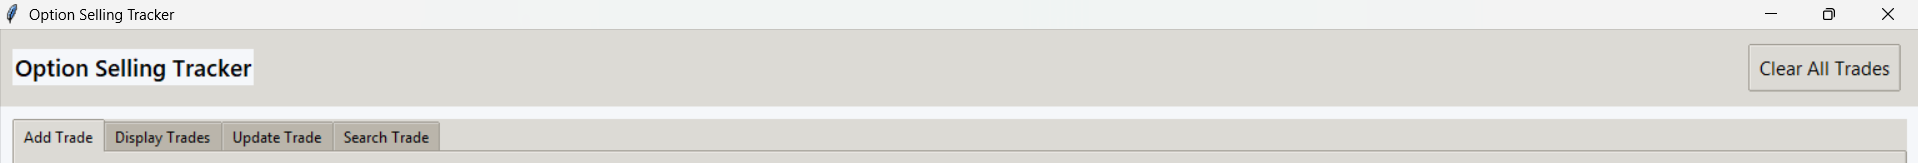 Option Selling Tracker
Option Selling Tracker
Clear All Trades
Add Trade
Display Trades
Update Trade
Search Trade